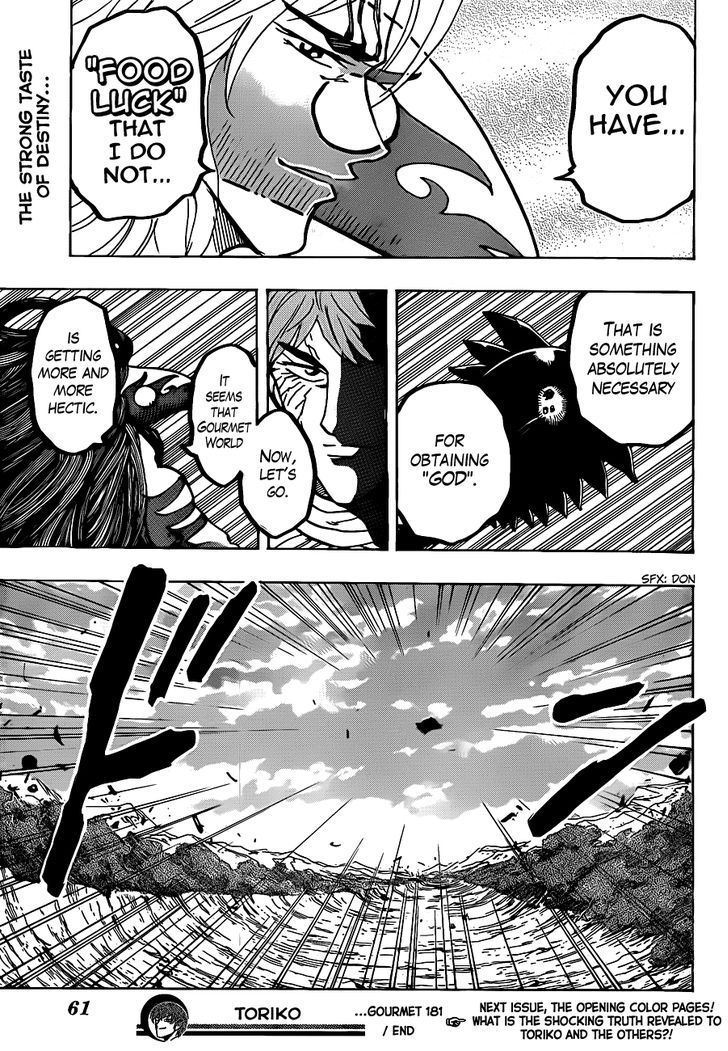 YOU
HAVE...
"FOOD
LUCK"
THAT
I DO
NOT...
THE STRONG TASTE
OF DESTINY...
THAT IS
SOMETHING
ABSOLUTELY
NECESSARY
FOR
OBTAINING
"GOD".
NOW,
LET'S
GO.
IT
SEEMS
THAT
GOURMET
WORLD
IS
GETTING
MORE AND
MORE
HECTIC.
SFX: DON
ドン
61
TORIKO
...GOURMET 181
/ END
NEXT ISSUE, THE OPENING COLOR PAGES!
☞ WHAT IS THE SHOCKING TRUTH REVEALED TO
TORIKO AND THE OTHERS?!